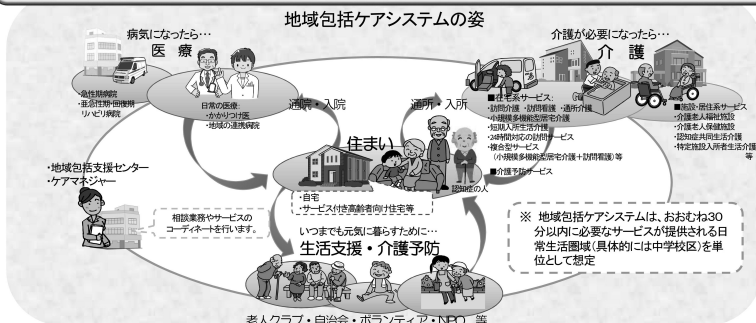 地域包括ケアシステムの姿
病気になったら…
医 療
介護が必要になったら…
介 護
・急性期病院
・亜急性期・回復期
リハビリ病院
日常の医療:
・かかりつけ医
・地域の連携病院
通院・入院
通所・入所
■在宅系サービス:
・訪問介護 ・訪問看護 ・通所介護
・小規模多機能型居宅介護
・短期入所生活介護
・24時間対応の訪問サービス
・複合型サービス
(小規模多機能型居宅介護+訪問看護)等
■介護予防サービス
■施設・居住系サービス
・介護老人福祉施設
・介護老人保健施設
・認知症共同生活介護
・特定施設入所者生活介護
等
住まい
認知症の人
・自宅
・サービス付き高齢者向け住宅等
・地域包括支援センター
・ケアマネジャー
相談業務やサービスの
コーディネートを行います。
いつまでも元気に暮らすために…
生活支援・介護予防
老人クラブ・自治会・ボランティア・NPO 等
※ 地域包括ケアシステムは、おおむね30
分以内に必要なサービスが提供される日
常生活圏域(具体的には中学校区)を単
位として想定